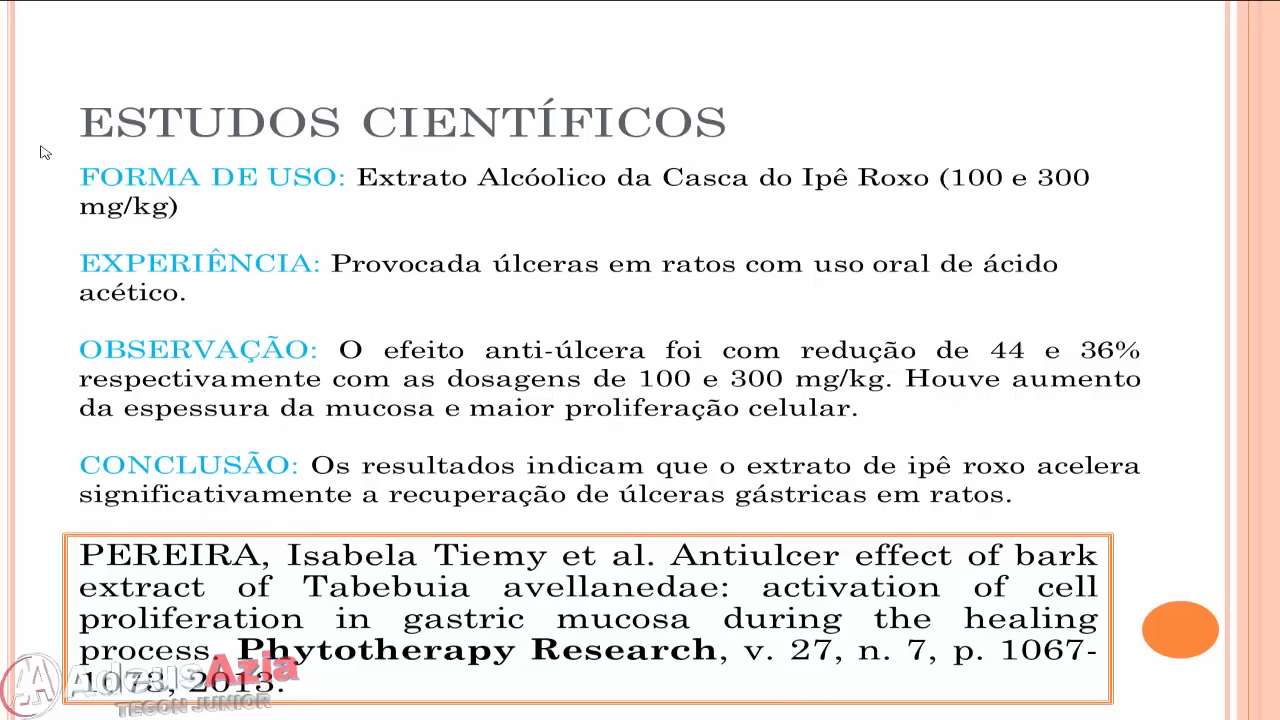 ESTUDOS CIENTÍFICOS
FORMA DE USO: Extrato Alcóolico da Casca do Ipê Roxo (100 e 300
mg/kg)
EXPERIÊNCIA: Provocada úlceras em ratos com uso oral de ácido
acético.
OBSERVAÇÃO: O efeito anti-úlcera foi com redução de 44 e 36%
respectivamente com as dosagens de 100 e 300 mg/kg. Houve aumento
da espessura da mucosa e maior proliferação celular.
CONCLUSÃO: Os resultados indicam que o extrato de ipê roxo acelera
significativamente a recuperação de úlceras gástricas em ratos.
PEREIRA, Isabela Tiemy et al. Antiulcer effect of bark
extract of Tabebuia avellanedae: activation of cell
proliferation in gastric mucosa during the healing
process. Phytotherapy Research, v. 27, n. 7, p. 1067-
1073, 2013.
AdeusAzia
TEGON JUNIOR